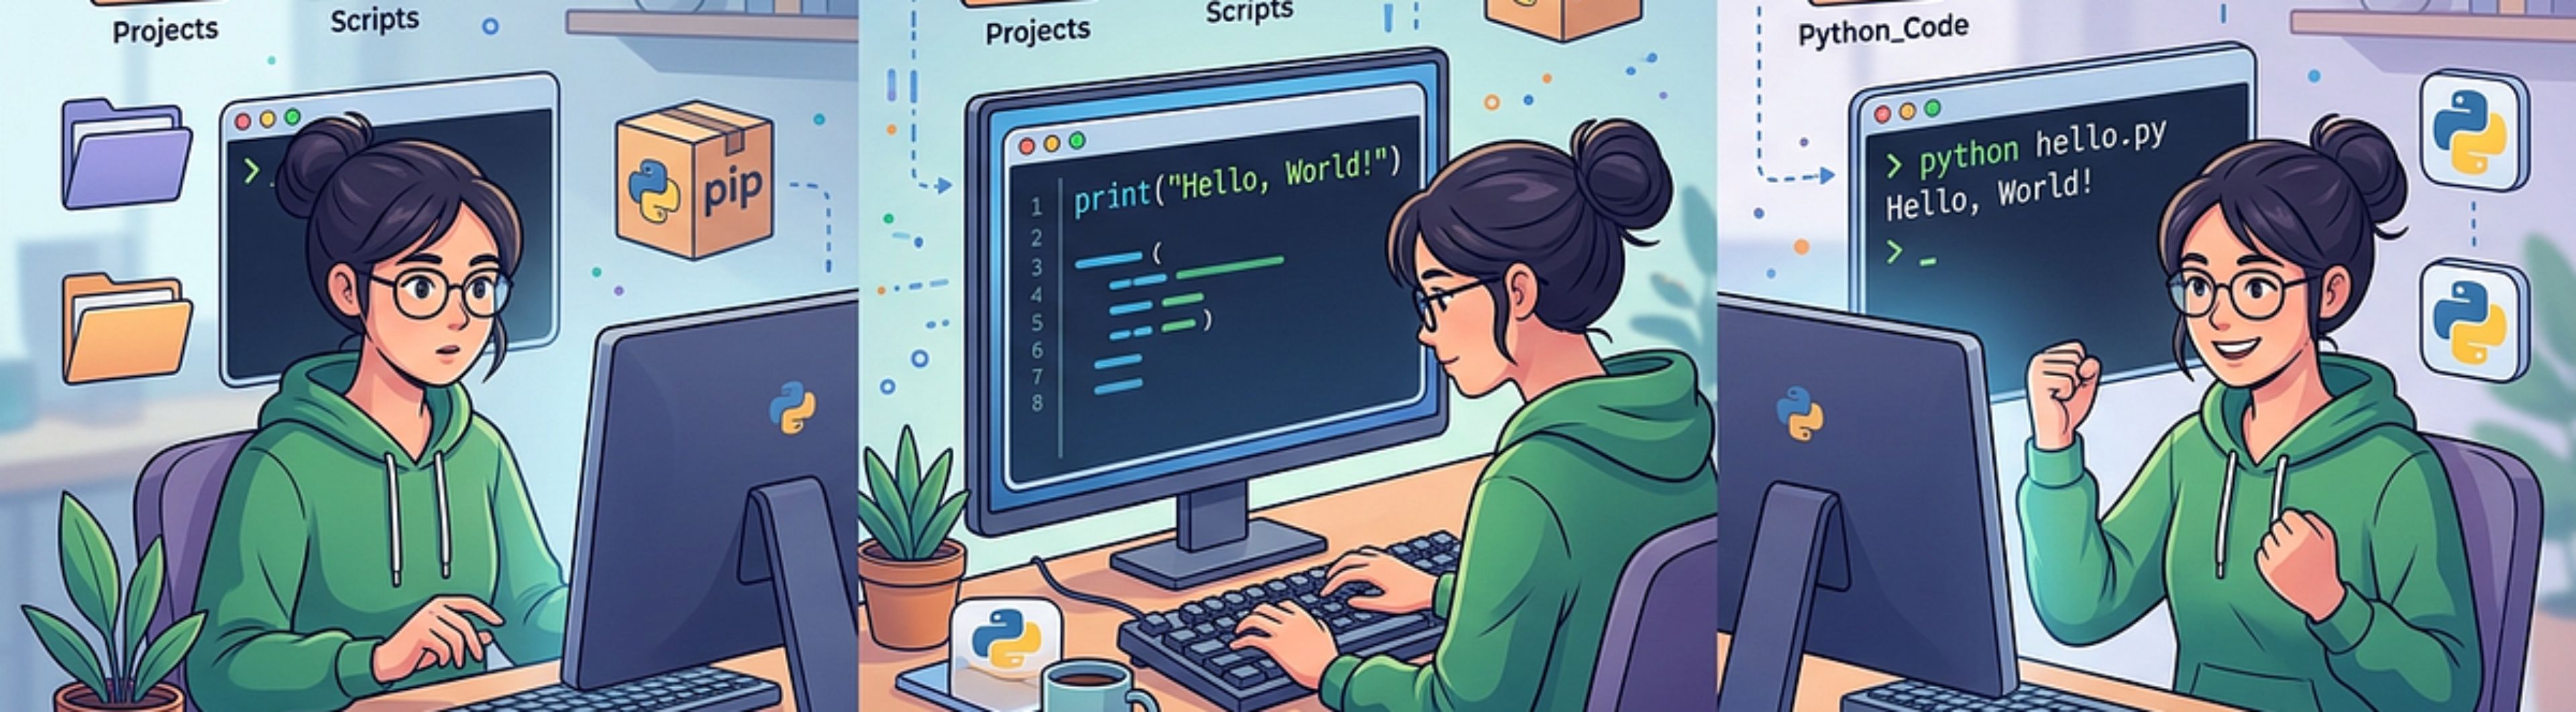 Projects
Scripts
>
pip
Projects
Scripts
1 print("Hello, World!")
2
3 (
4
5 )
6
7
8
Python_Code
> python hello.py
Hello, World!
> _